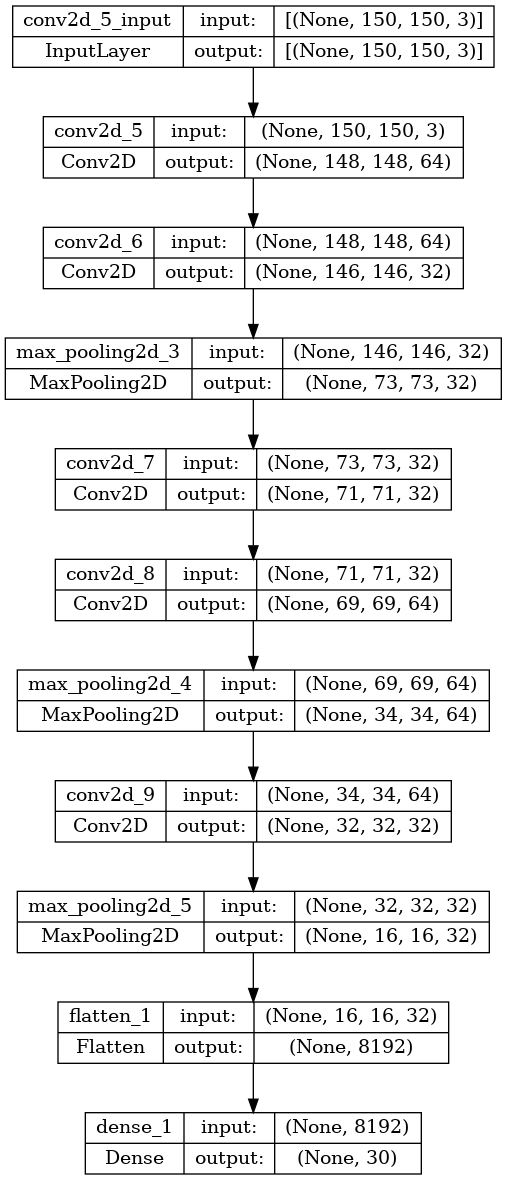 conv2d_5_input input: [(None, 150, 150, 3)]
InputLayer output: [(None, 150, 150, 3)]
conv2d_5 input: (None, 150, 150, 3)
Conv2D output: (None, 148, 148, 64)
conv2d_6 input: (None, 148, 148, 64)
Conv2D output: (None, 146, 146, 32)
max_pooling2d_3 input: (None, 146, 146, 32)
MaxPooling2D output: (None, 73, 73, 32)
conv2d_7 input: (None, 73, 73, 32)
Conv2D output: (None, 71, 71, 32)
conv2d_8 input: (None, 71, 71, 32)
Conv2D output: (None, 69, 69, 64)
max_pooling2d_4 input: (None, 69, 69, 64)
MaxPooling2D output: (None, 34, 34, 64)
conv2d_9 input: (None, 34, 34, 64)
Conv2D output: (None, 32, 32, 32)
max_pooling2d_5 input: (None, 32, 32, 32)
MaxPooling2D output: (None, 16, 16, 32)
flatten_1 input: (None, 16, 16, 32)
Flatten output: (None, 8192)
dense_1 input: (None, 8192)
Dense output: (None, 30)